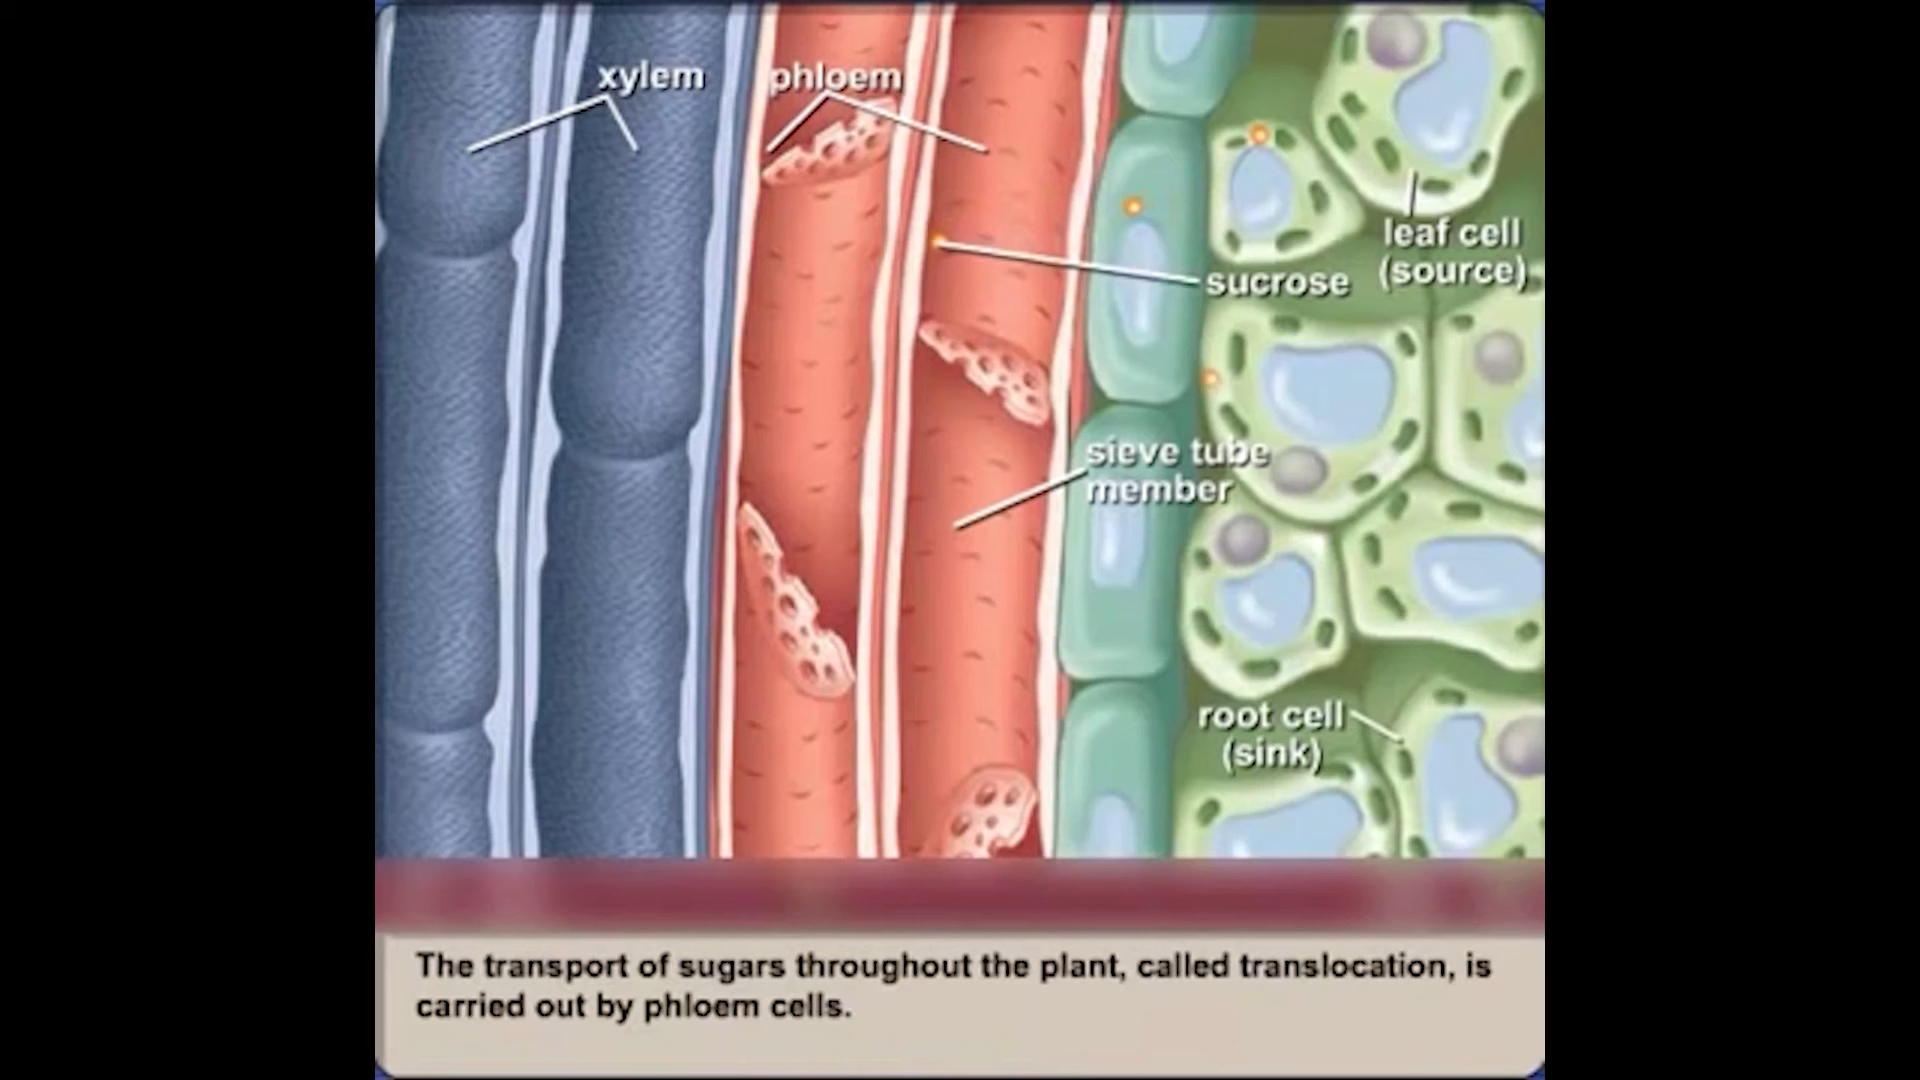 xylem
phloem
leaf cell
(source)
sucrose
sieve tube
member
root cell
(sink)
The transport of sugars throughout the plant, called translocation, is
carried out by phloem cells.